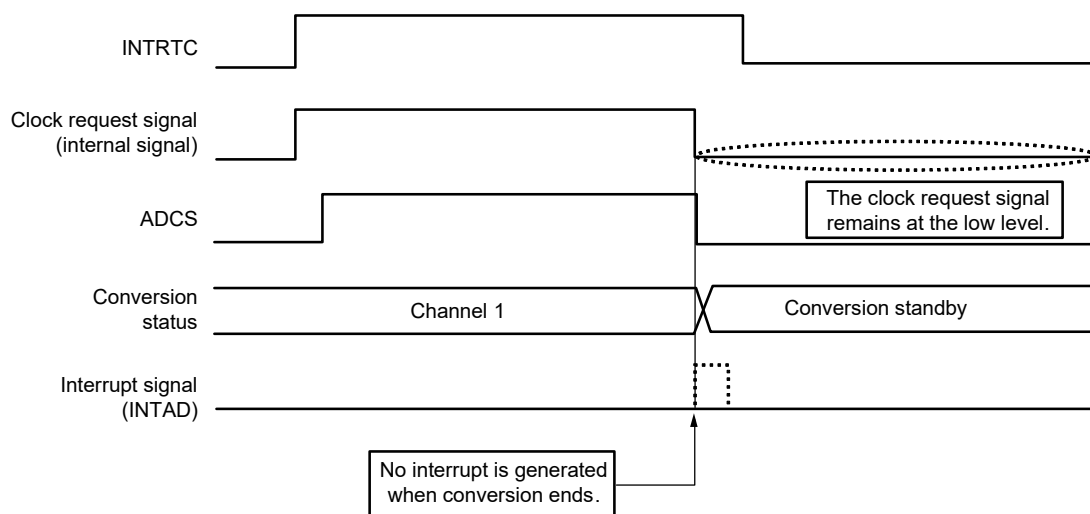 INTRTC
Clock request signal
(internal signal)
The clock request signal
remains at the low level.
ADCS
Conversion
status
Channel 1
Conversion standby
Interrupt signal
(INTAD)
No interrupt is generated
when conversion ends.